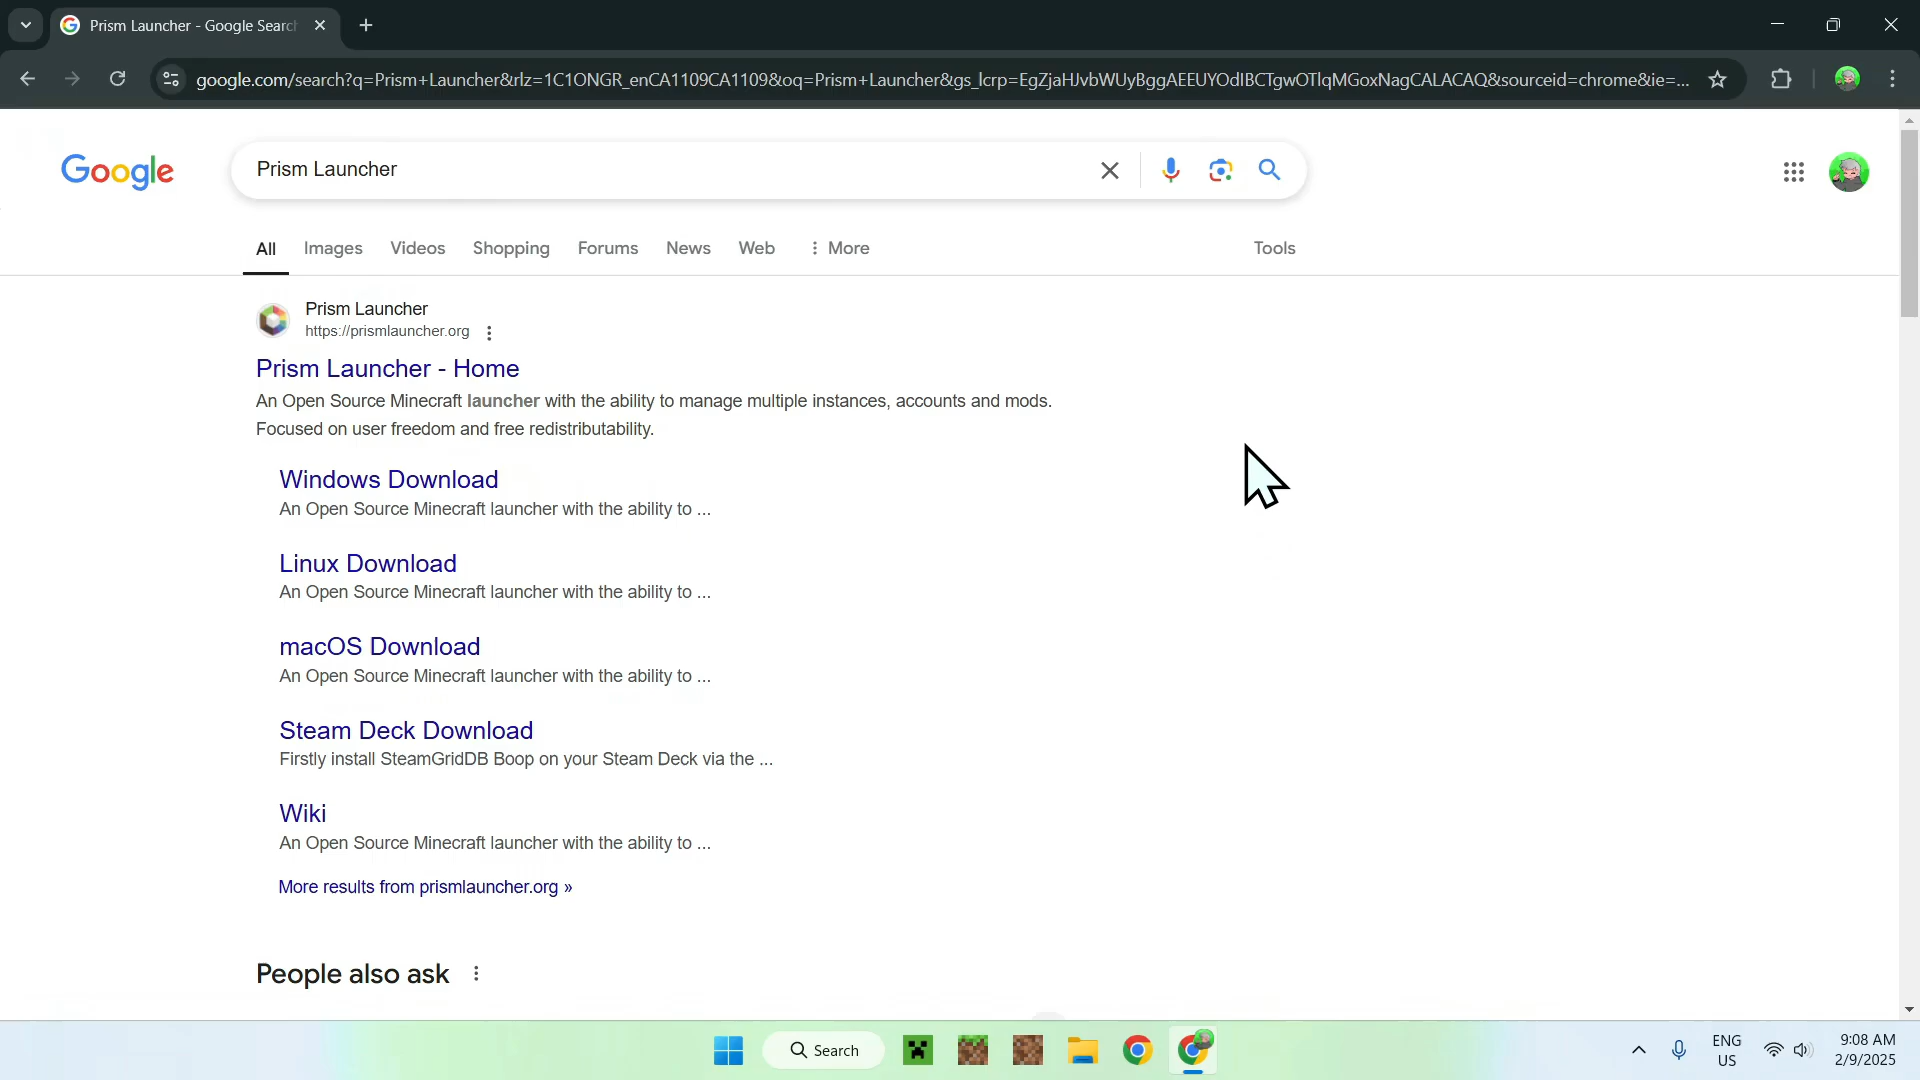 Prism Launcher - Google Search
google.com/search?q=Prism+Launcher&rlz=1C1ONGR_enCA1109CA1109&oq=Prism+Launcher&gs_lcrp=EgZjaHJvbWUyBggAEEUYOdIBCTgwOTlqMGoxNagCALACAQ&sourceid=chrome&ie=...
Google
Prism Launcher
All Images Videos Shopping Forums News Web More Tools
Prism Launcher
https://prismlauncher.org
Prism Launcher - Home
An Open Source Minecraft launcher with the ability to manage multiple instances, accounts and mods.
Focused on user freedom and free redistributability.
Windows Download
An Open Source Minecraft launcher with the ability to ...
Linux Download
An Open Source Minecraft launcher with the ability to ...
macOS Download
An Open Source Minecraft launcher with the ability to ...
Steam Deck Download
Firstly install SteamGridDB Boop on your Steam Deck via the ...
Wiki
An Open Source Minecraft launcher with the ability to ...
More results from prismlauncher.org »
People also ask
Search
ENG
US
9:08 AM
2/9/2025